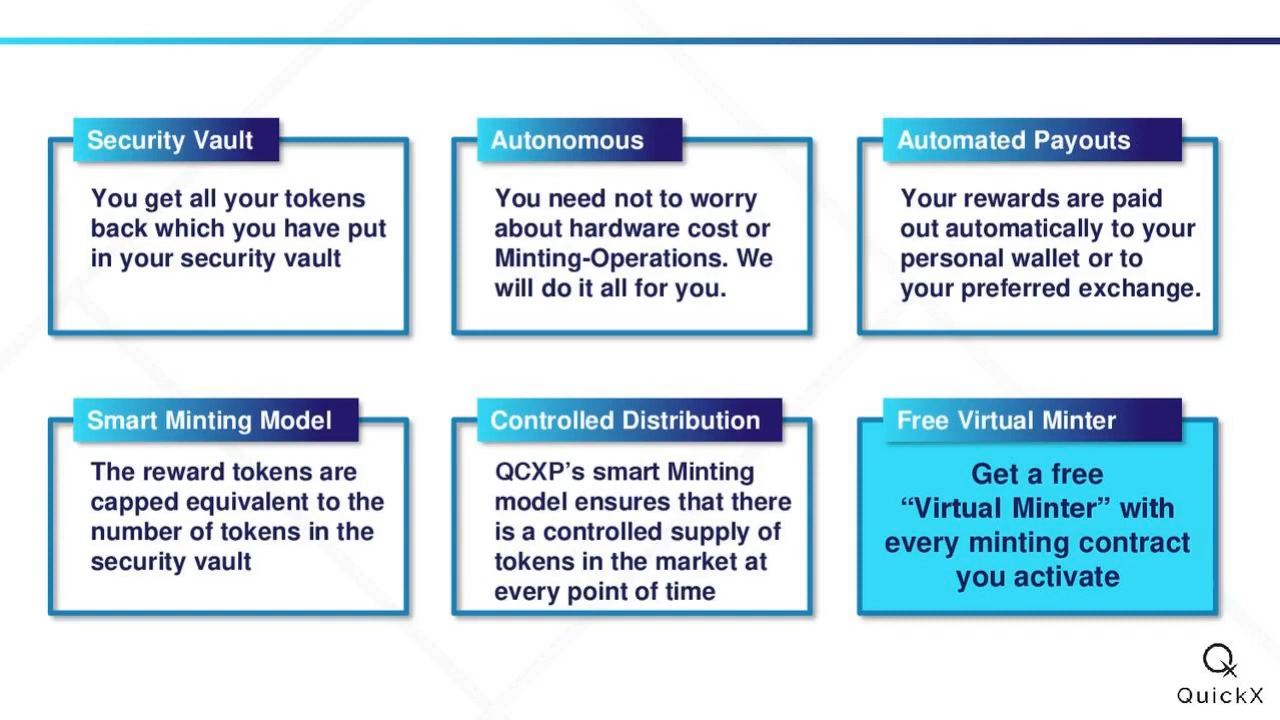 Security Vault
You get all your tokens
back which you have put
in your security vault
Autonomous
You need not to worry
about hardware cost or
Minting-Operations. We
will do it all for you.
Automated Payouts
Your rewards are paid
out automatically to your
personal wallet or to
your preferred exchange.
Smart Minting Model
The reward tokens are
capped equivalent to the
number of tokens in the
security vault
Controlled Distribution
QCXP’s smart Minting
model ensures that there
is a controlled supply of
tokens in the market at
every point of time
Free Virtual Minter
Get a free
“Virtual Minter” with
every minting contract
you activate
QuickX